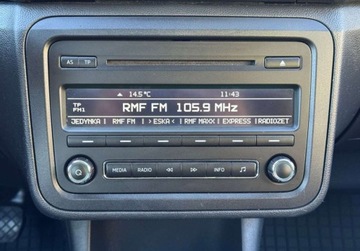 AS TP
14.5°C 11:43
TP
FM1
RMF FM 105.9 MHz
JEDYNKA | RMF FM | >ESKA< | RMF MAXX | EXPRESS | RADIOZET
MEDIA RADIO INFO